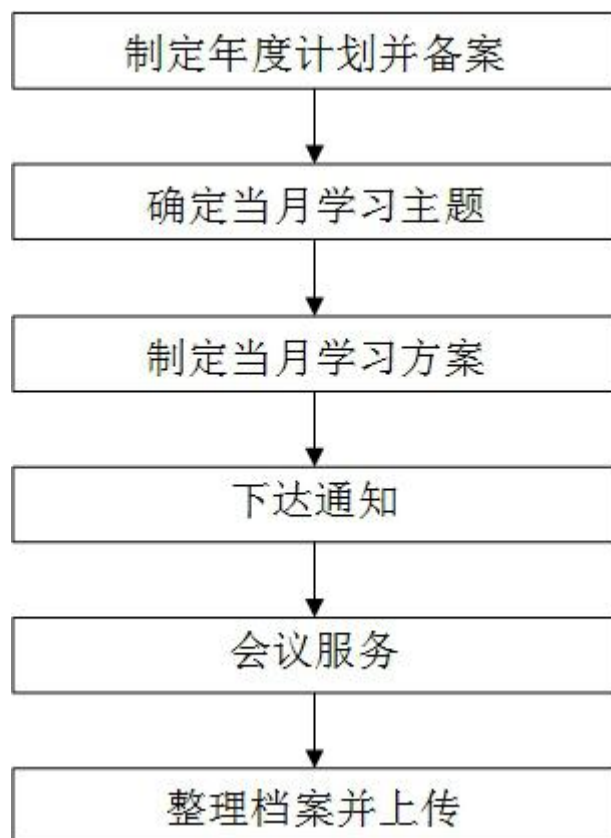 制定年度计划并备案
确定当月学习主题
制定当月学习方案
下达通知
会议服务
整理档案并上传